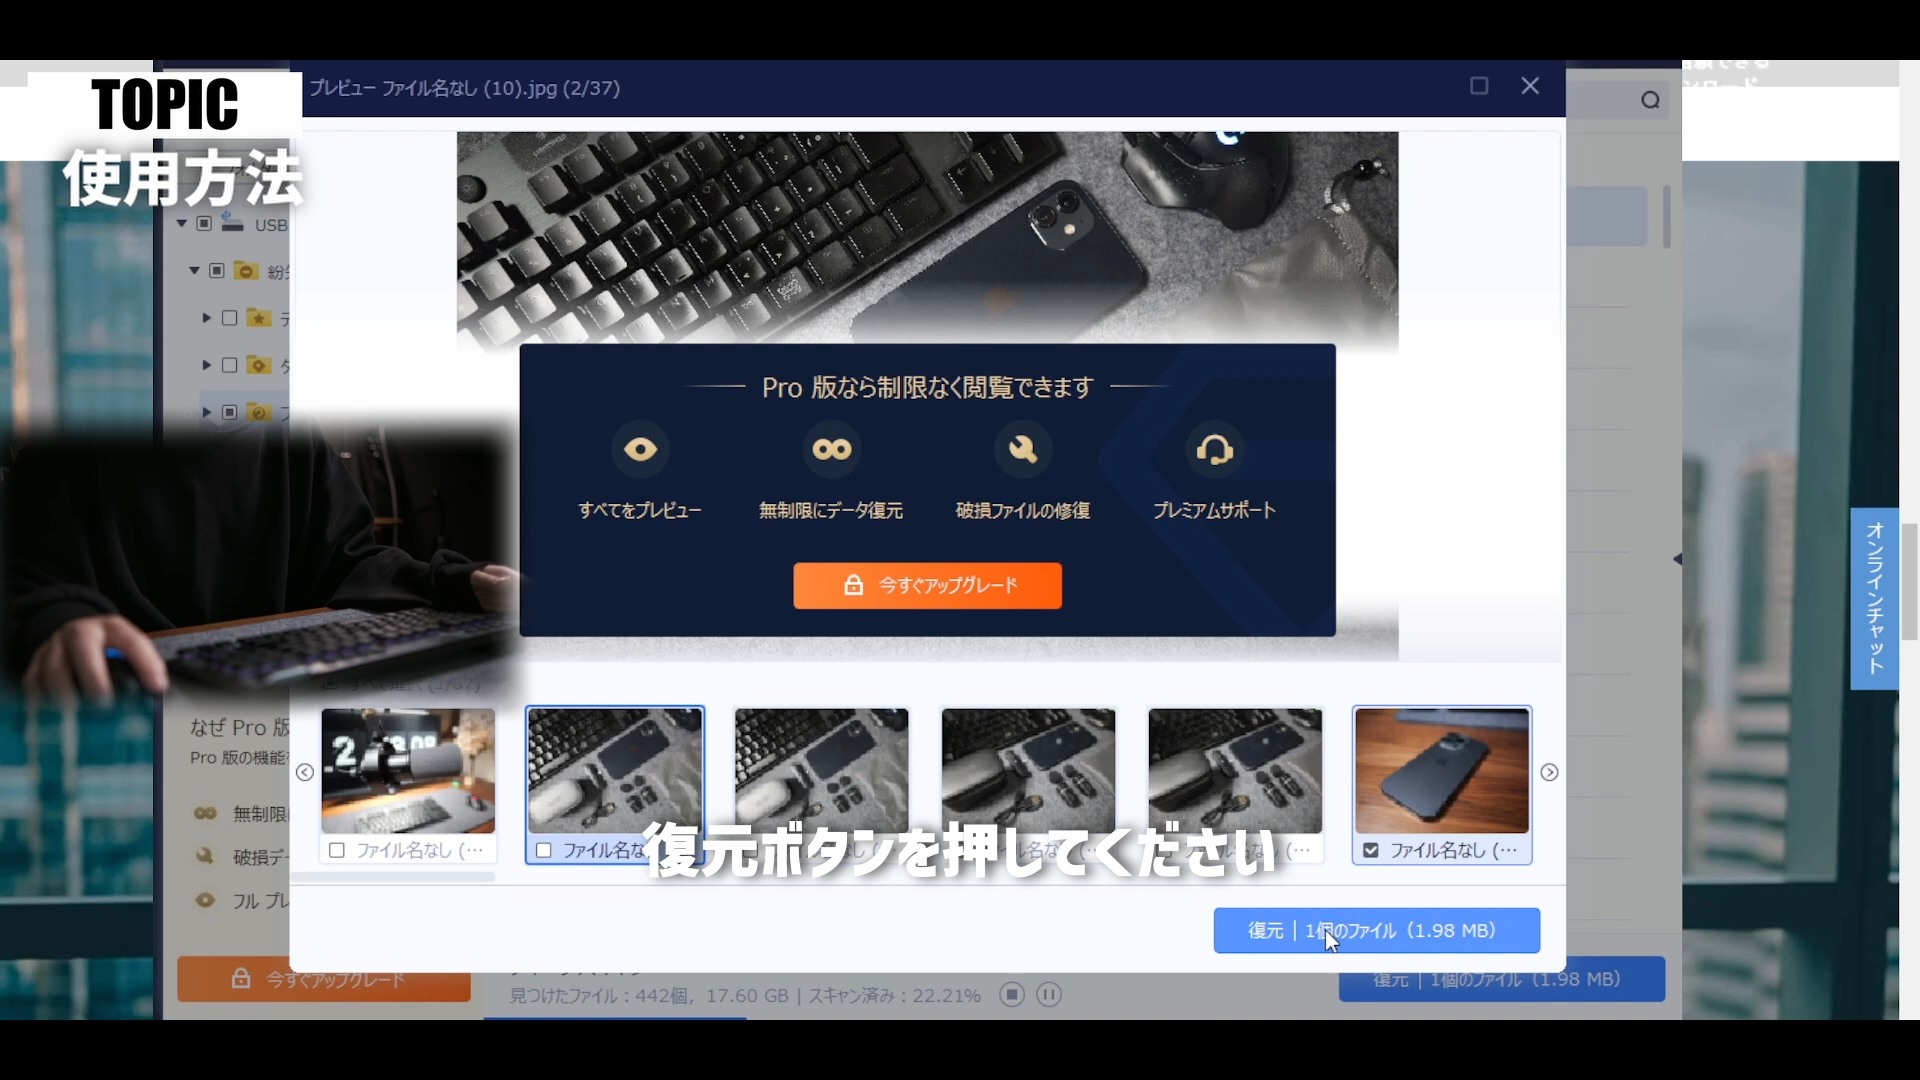 TOPIC
使用方法
プレビュー ファイル名なし (10).jpg (2/37)
USB
Pro 版なら制限なく閲覧できます
すべてをプレビュー
無制限にデータ復元
破損ファイルの修復
プレミアムサポート
今すぐアップグレード
オンラインチャット
なぜ Pro 版
Pro 版の機能
無制限
破損デー
フル プレ
ファイル名なし (···
ファイル名な
ファイル名なし (···
復元ボタンを押してください
復元 | 1個のファイル（1.98 MB）
今すぐアップグレード
見つけたファイル：442個，17.60 GB | スキャン済み：22.21%
復元 | 1個のファイル（1.98 MB）